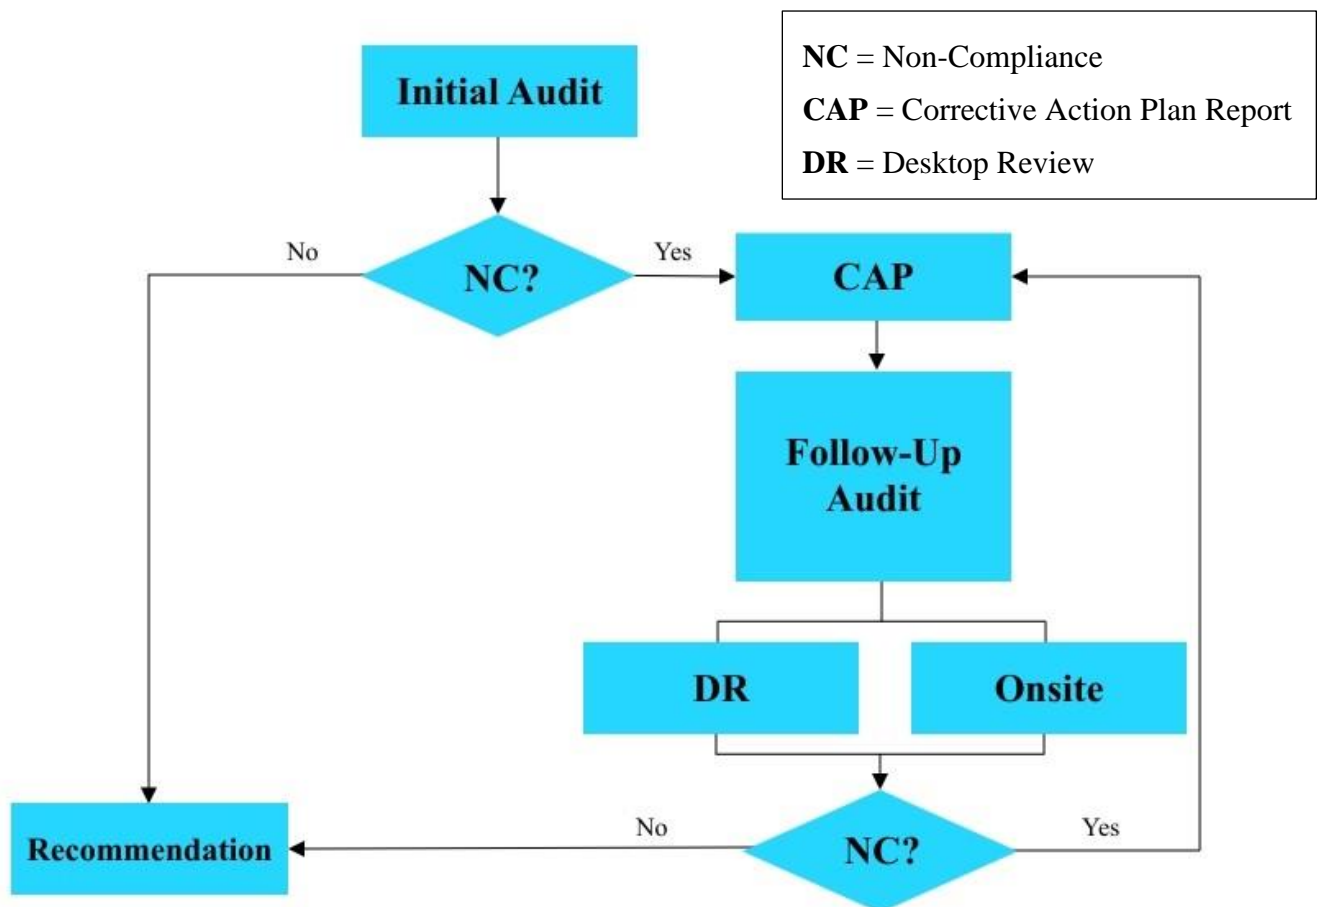 Initial Audit
NC = Non-Compliance
CAP = Corrective Action Plan Report
DR = Desktop Review
No
NC?
Yes
CAP
Follow-Up
Audit
DR
Onsite
Recommendation
No
NC?
Yes